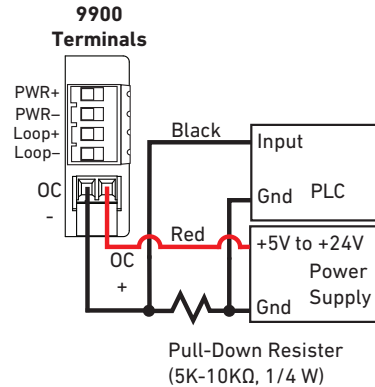 9900
Terminals
PWR+
PWR–
Loop+
Loop–
OC
-
OC
+
Black
Red
Input
Gnd PLC
+5V to +24V
Power
Gnd Supply
Pull-Down Resister
(5K-10KΩ, 1/4 W)